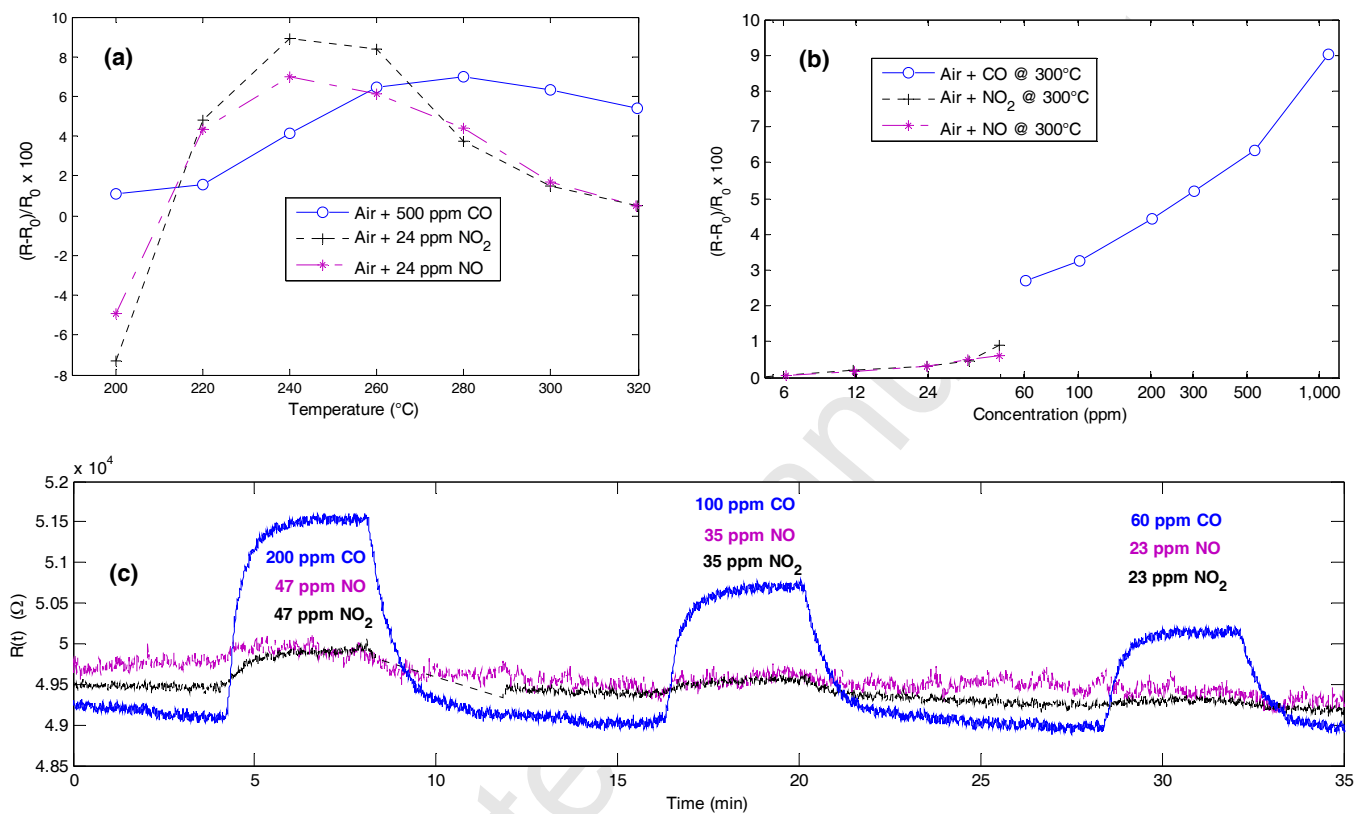 (a)
10
8
6
4
2
0
-2
-4
-6
-8
(R-R0)/R0 x 100
200 220 240 260 280 300 320
Temperature (°C)
Air + 500 ppm CO
Air + 24 ppm NO2
Air + 24 ppm NO
(b)
10
9
8
7
6
5
4
3
2
1
0
(R-R0)/R0 x 100
Air + CO @ 300°C
Air + NO2 @ 300°C
Air + NO @ 300°C
6 12 24 60 100 200 300 500 1,000
Concentration (ppm)
x 10^4
5.2
5.15
5.1
5.05
5
4.95
4.9
4.85
R(t) (Ω)
(c)
200 ppm CO
47 ppm NO
47 ppm NO2
100 ppm CO
35 ppm NO
35 ppm NO2
60 ppm CO
23 ppm NO
23 ppm NO2
0 5 10 15 20 25 30 35
Time (min)